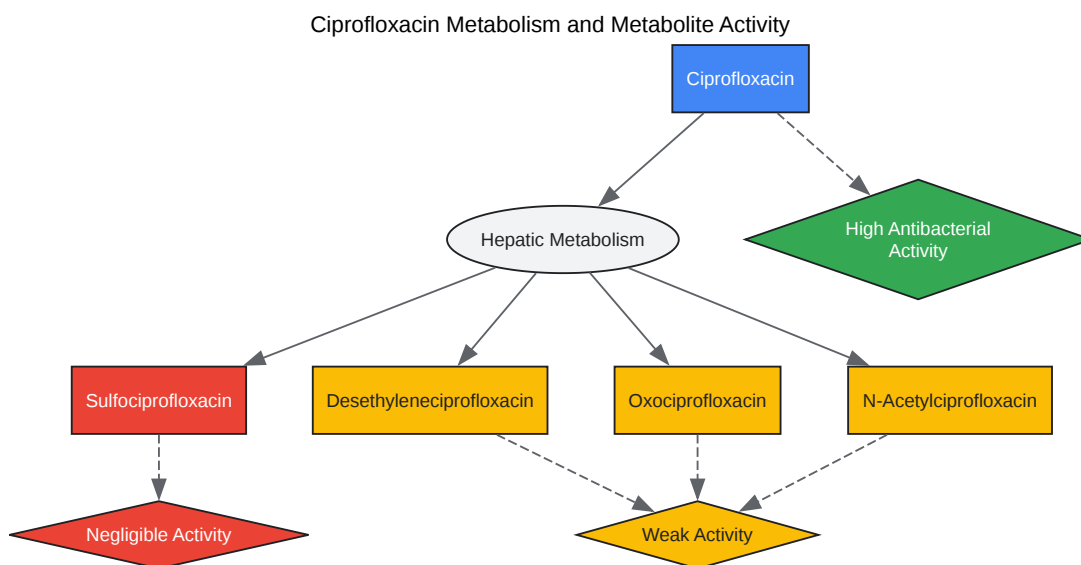 Ciprofloxacin Metabolism and Metabolite Activity
Ciprofloxacin
Hepatic Metabolism
High Antibacterial
Activity
Sulfociprofloxacin
Desethyleneciprofloxacin
Oxociprofloxacin
N-Acetylciprofloxacin
Negligible Activity
Weak Activity